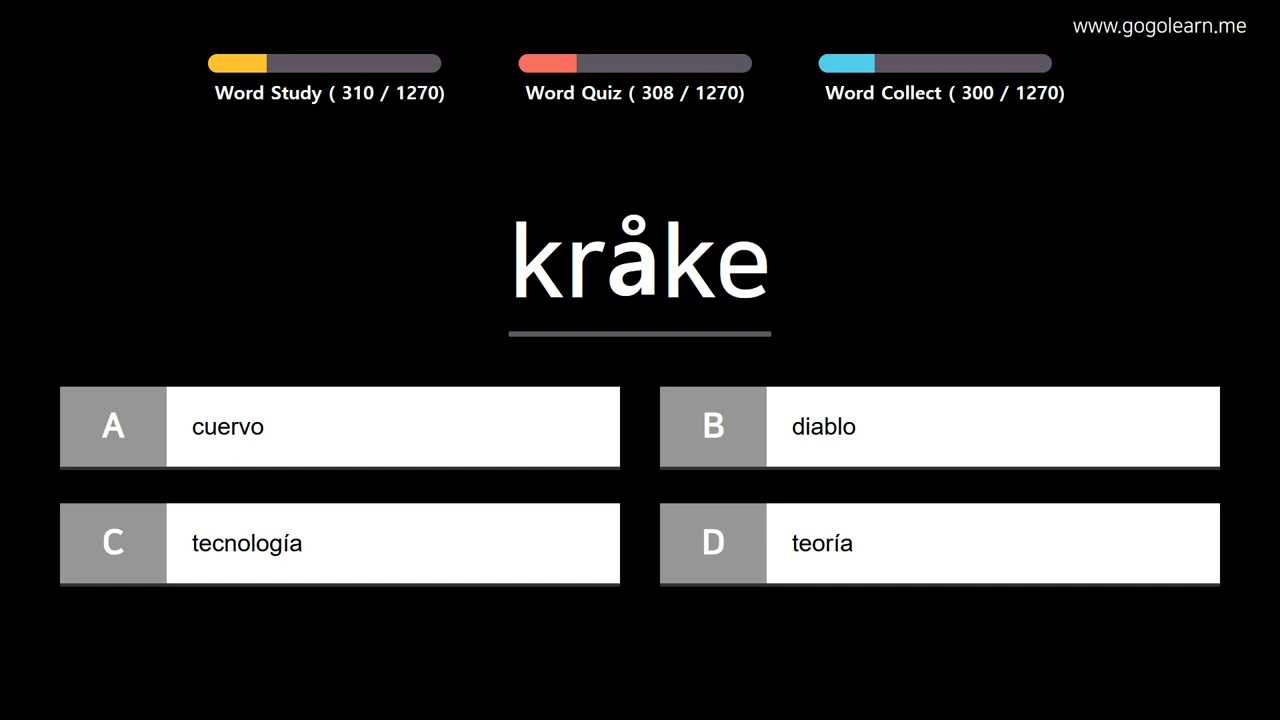 www.gogolearn.me
Word Study ( 310 / 1270)
Word Quiz ( 308 / 1270)
Word Collect ( 300 / 1270)
kråke
A cuervo
B diablo
C tecnología
D teoría